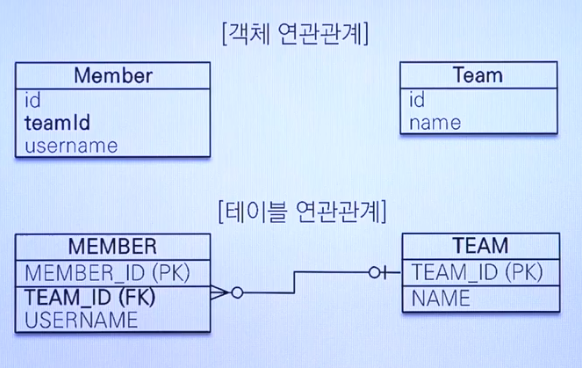 [객체 연관관계]
Member
id
teamId
username
Team
id
name
[테이블 연관관계]
MEMBER
MEMBER_ID (PK)
TEAM_ID (FK)
USERNAME
TEAM
TEAM_ID (PK)
NAME